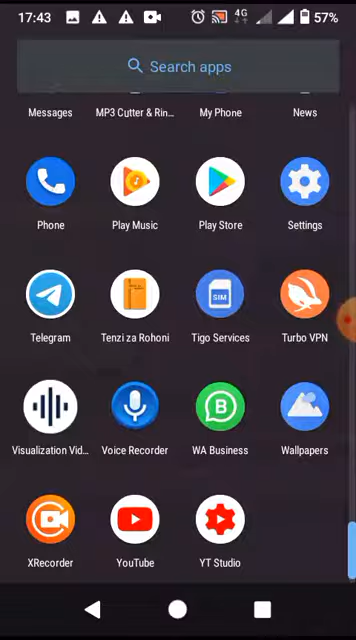 17:43 4G 57%
Search apps
Messages MP3 Cutter & Rin... My Phone News
Phone Play Music Play Store Settings
SIM
Telegram Tenzi za Rohoni Tigo Services Turbo VPN
B
Visualization Vid... Voice Recorder WA Business Wallpapers
XRecorder YouTube YT Studio